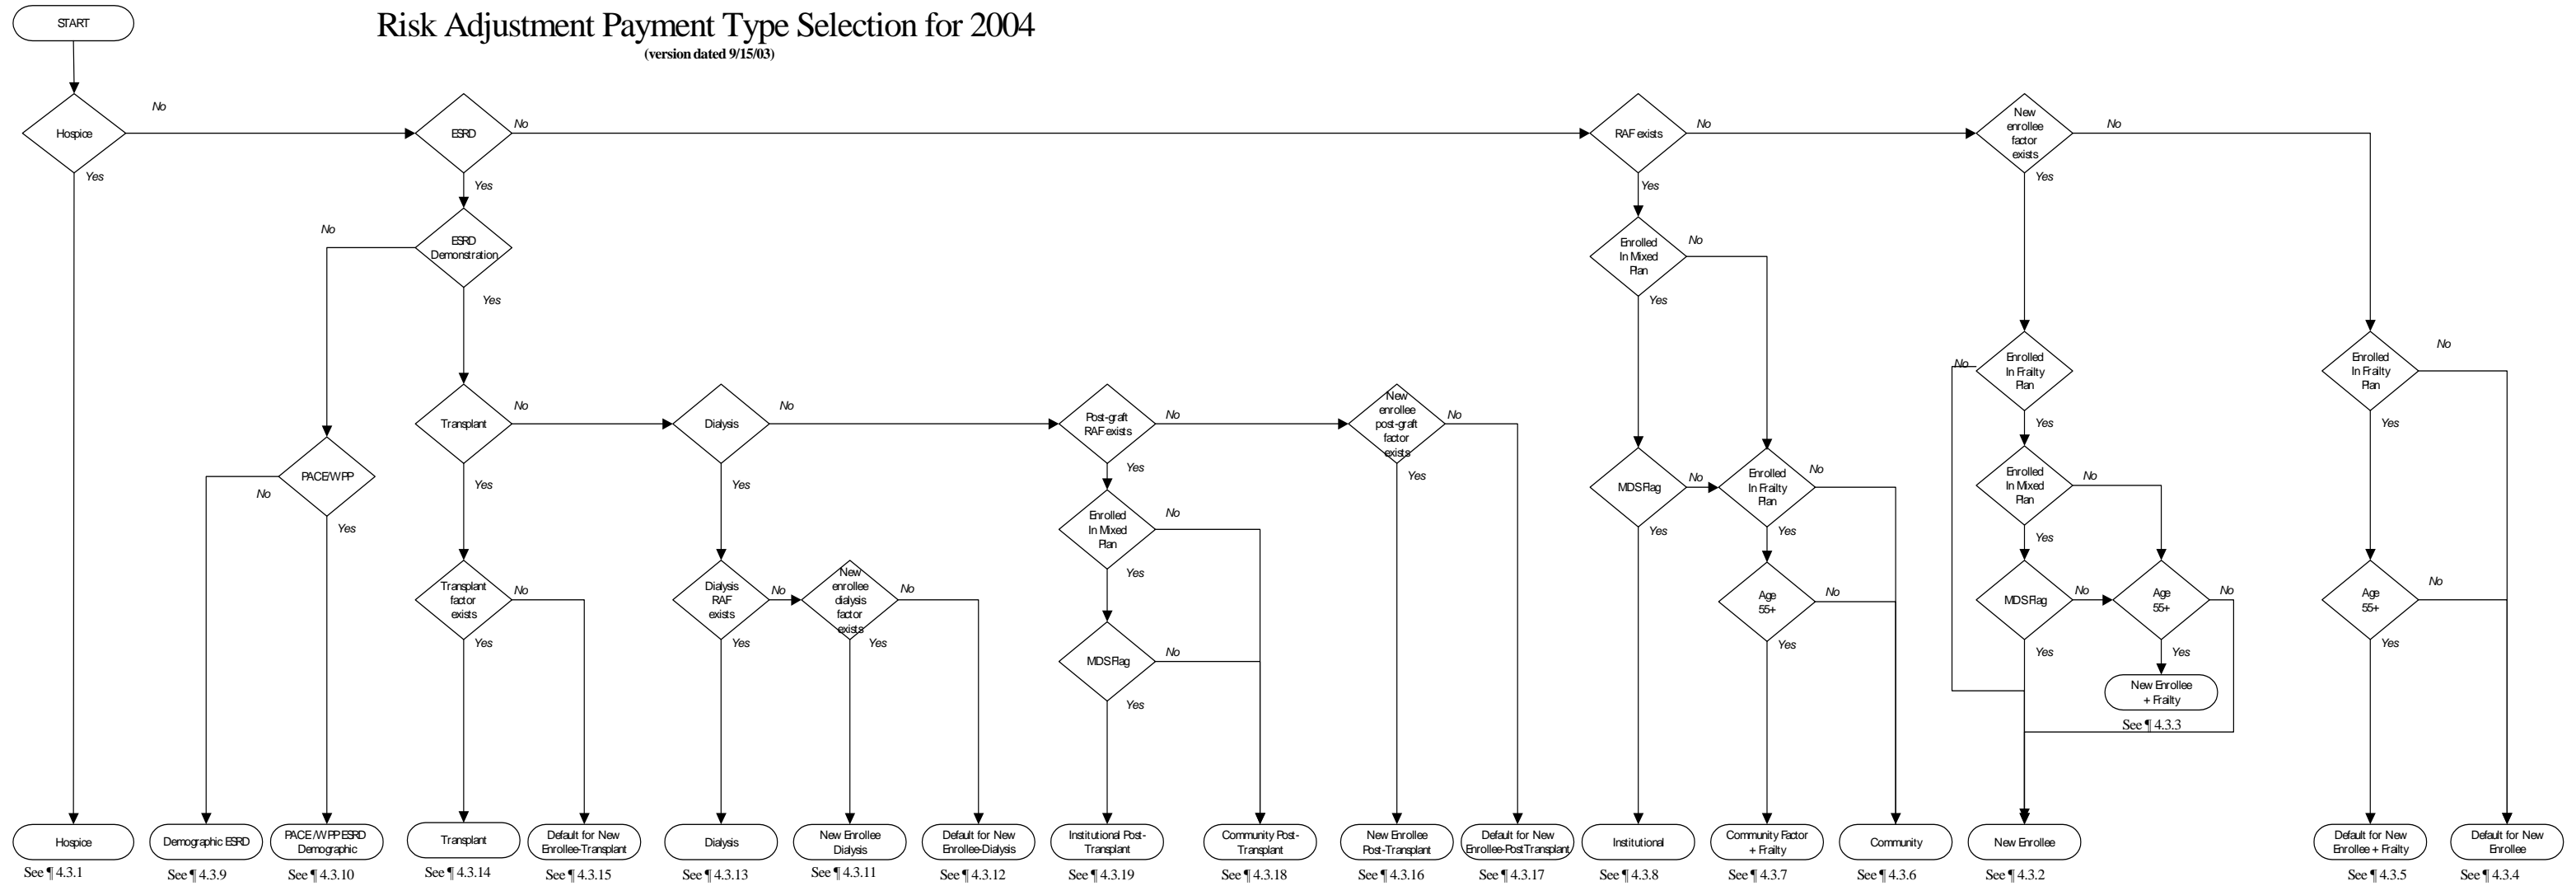 START
Risk Adjustment Payment Type Selection for 2004
(version dated 9/15/03)
Hospice
No
Yes
ESRD
No
Yes
RAF exists
No
Yes
New
enrollee
factor
exists
No
Yes
ESRD
Demonstration
No
Yes
Enrolled
In Mixed
Plan
No
Yes
Enrolled
In Frailty
Plan
No
Yes
Enrolled
In Frailty
Plan
No
Yes
PACE/WPP
No
Yes
Transplant
No
Yes
Dialysis
No
Yes
Post-graft
RAF exists
No
Yes
New
enrollee
post-graft
factor
exists
No
Yes
MDS Flag
No
Yes
Enrolled
In Frailty
Plan
No
Yes
Enrolled
In Mixed
Plan
No
Yes
Enrolled
In Mixed
Plan
No
Yes
Transplant
factor
exists
No
Yes
Dialysis
RAF
exists
No
Yes
New
enrollee
dialysis
factor
exists
No
Yes
MDS Flag
No
Yes
Age
55+
No
Yes
MDS Flag
No
Yes
Age
55+
No
Yes
Age
55+
No
Yes
New Enrollee
+ Frailty
See ¶ 4.3.3
Hospice
See ¶ 4.3.1
Demographic ESRD
See ¶ 4.3.9
PACE /WPP ESRD
Demographic
See ¶ 4.3.10
Transplant
See ¶ 4.3.14
Default for New
Enrollee-Transplant
See ¶ 4.3.15
Dialysis
See ¶ 4.3.13
New Enrollee
Dialysis
See ¶ 4.3.11
Default for New
Enrollee-Dialysis
See ¶ 4.3.12
Institutional Post-
Transplant
See ¶ 4.3.19
Community Post-
Transplant
See ¶ 4.3.18
New Enrollee
Post-Transplant
See ¶ 4.3.16
Default for New
Enrollee-Post Transplant
See ¶ 4.3.17
Institutional
See ¶ 4.3.8
Community Factor
+ Frailty
See ¶ 4.3.7
Community
See ¶ 4.3.6
New Enrollee
See ¶ 4.3.2
Default for New
Enrollee + Frailty
See ¶ 4.3.5
Default for New
Enrollee
See ¶ 4.3.4